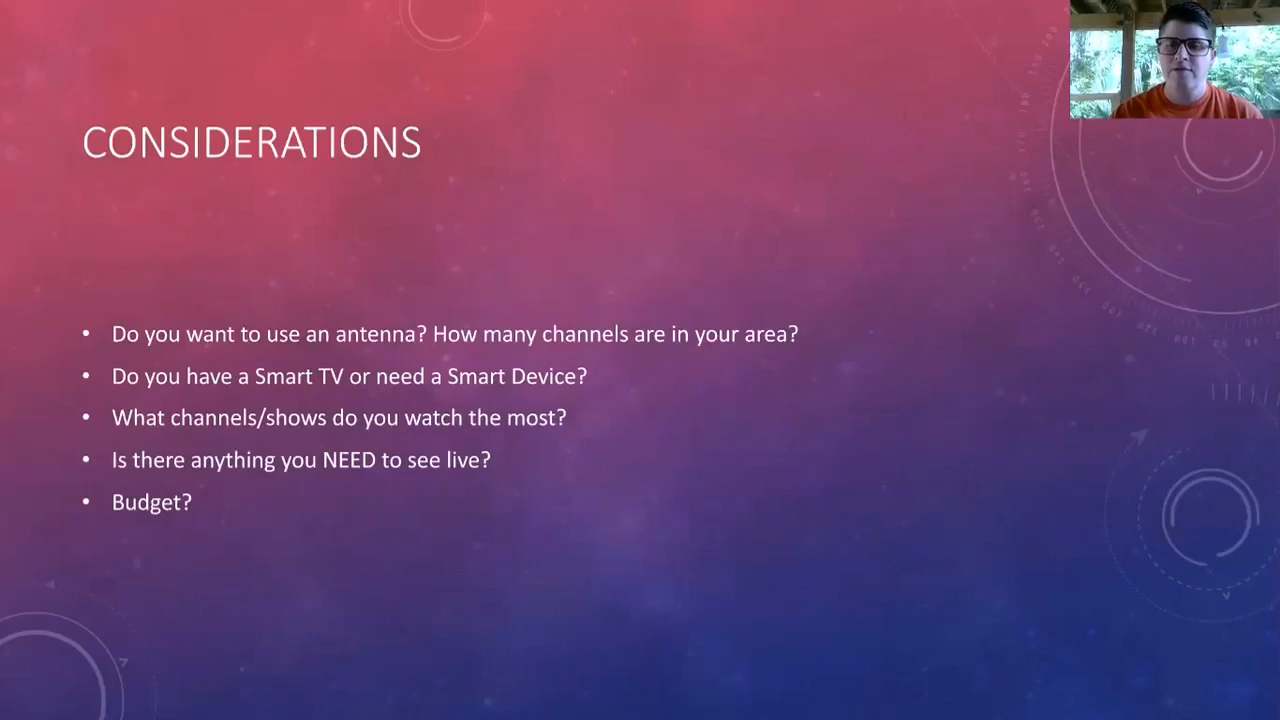 CONSIDERATIONS
• Do you want to use an antenna? How many channels are in your area?
• Do you have a Smart TV or need a Smart Device?
• What channels/shows do you watch the most?
• Is there anything you NEED to see live?
• Budget?